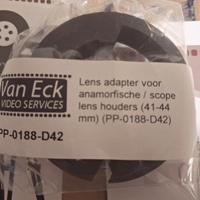 Van Eck
VIDEO SERVICES
PP-0188-D42
Lens adapter voor
anamorfische / scope
lens houders (41-44
mm) (PP-0188-D42)